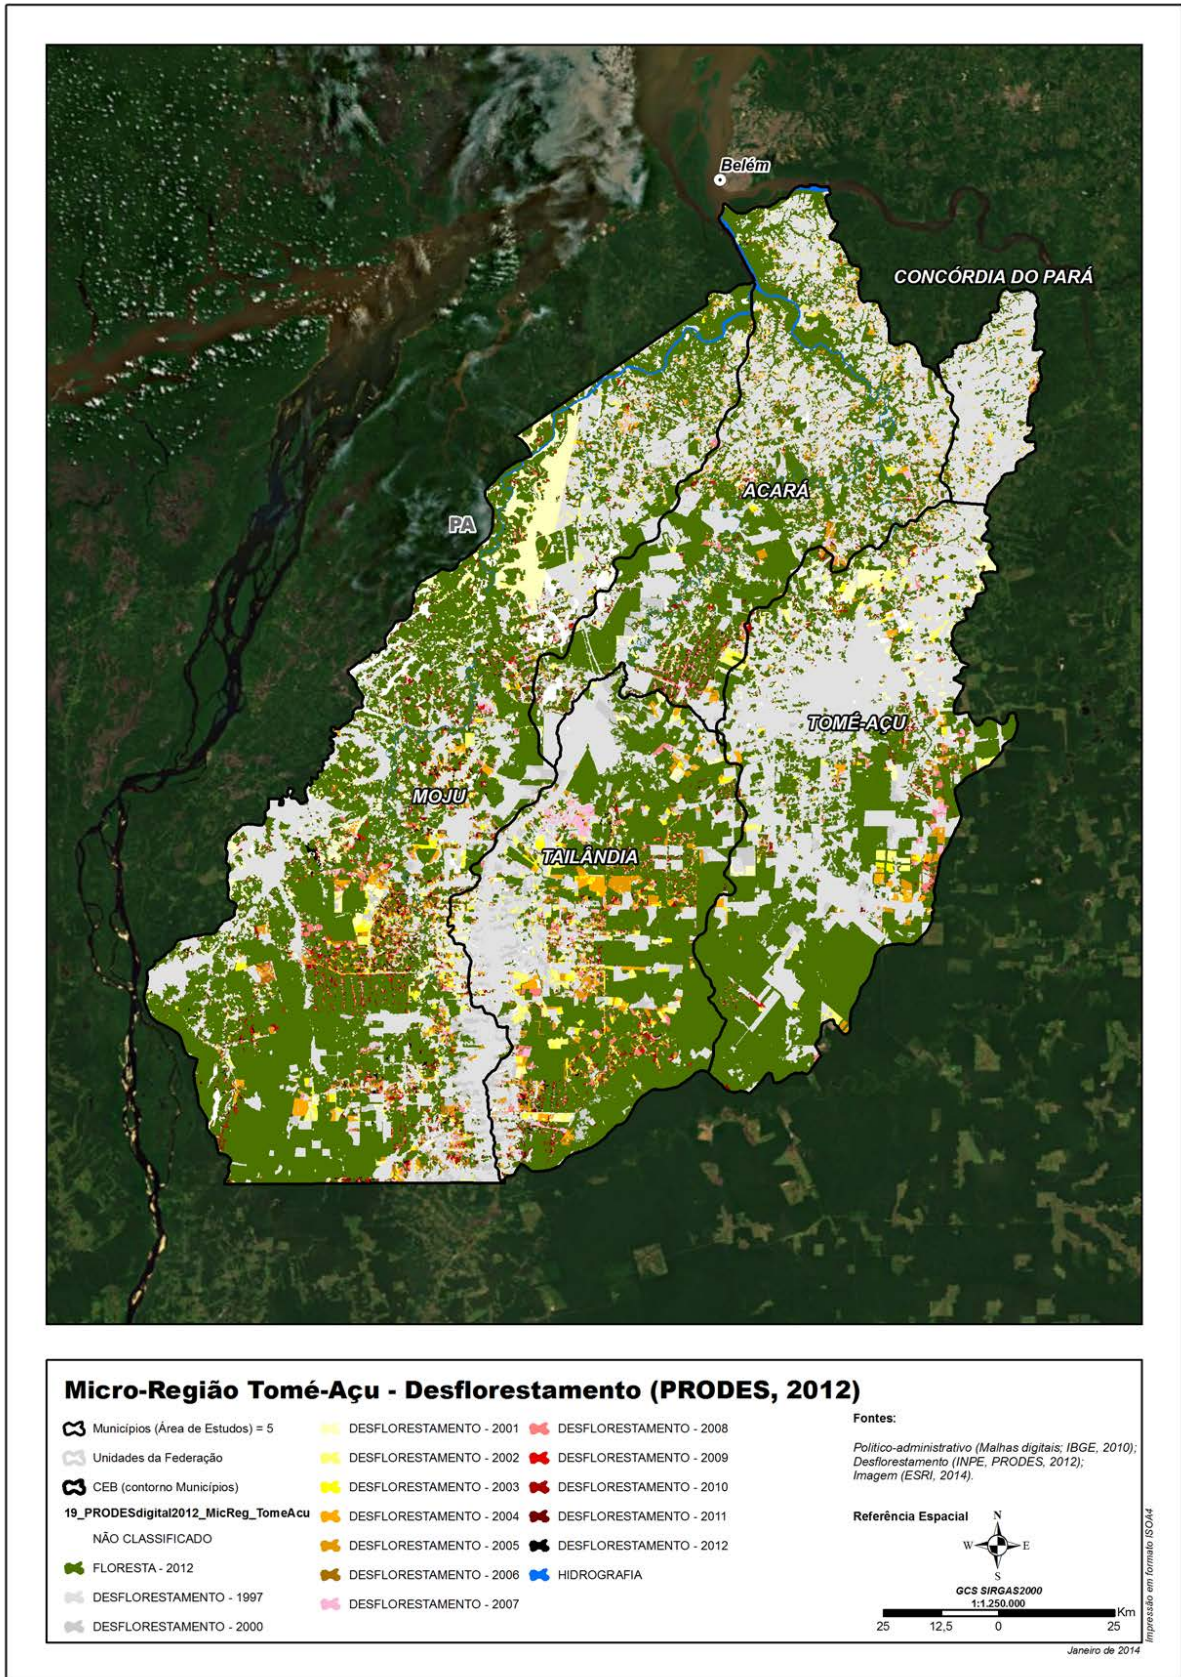 Belém
CONCÓRDIA DO PARÁ
ACARÁ
PA
TOMÉ-AÇU
MOJU
TAILÂNDIA
Micro-Região Tomé-Açu - Desflorestamento (PRODES, 2012)
Municípios (Área de Estudos) = 5
Unidades da Federação
CEB (contorno Municípios)
19_PRODESdigital2012_MicReg_TomeAcu
NÃO CLASSIFICADO
FLORESTA - 2012
DESFLORESTAMENTO - 1997
DESFLORESTAMENTO - 2000
DESFLORESTAMENTO - 2001
DESFLORESTAMENTO - 2002
DESFLORESTAMENTO - 2003
DESFLORESTAMENTO - 2004
DESFLORESTAMENTO - 2005
DESFLORESTAMENTO - 2006
DESFLORESTAMENTO - 2007
DESFLORESTAMENTO - 2008
DESFLORESTAMENTO - 2009
DESFLORESTAMENTO - 2010
DESFLORESTAMENTO - 2011
DESFLORESTAMENTO - 2012
HIDROGRAFIA
Fontes:
Político-administrativo (Malhas digitais; IBGE, 2010);
Desflorestamento (INPE, PRODES, 2012);
Imagem (ESRI, 2014).
Referência Espacial
N
W E
S
GCS SIRGAS2000
1:1.250.000
Km
25 12,5 0 25
Janeiro de 2014
Impressão em formato ISOA4